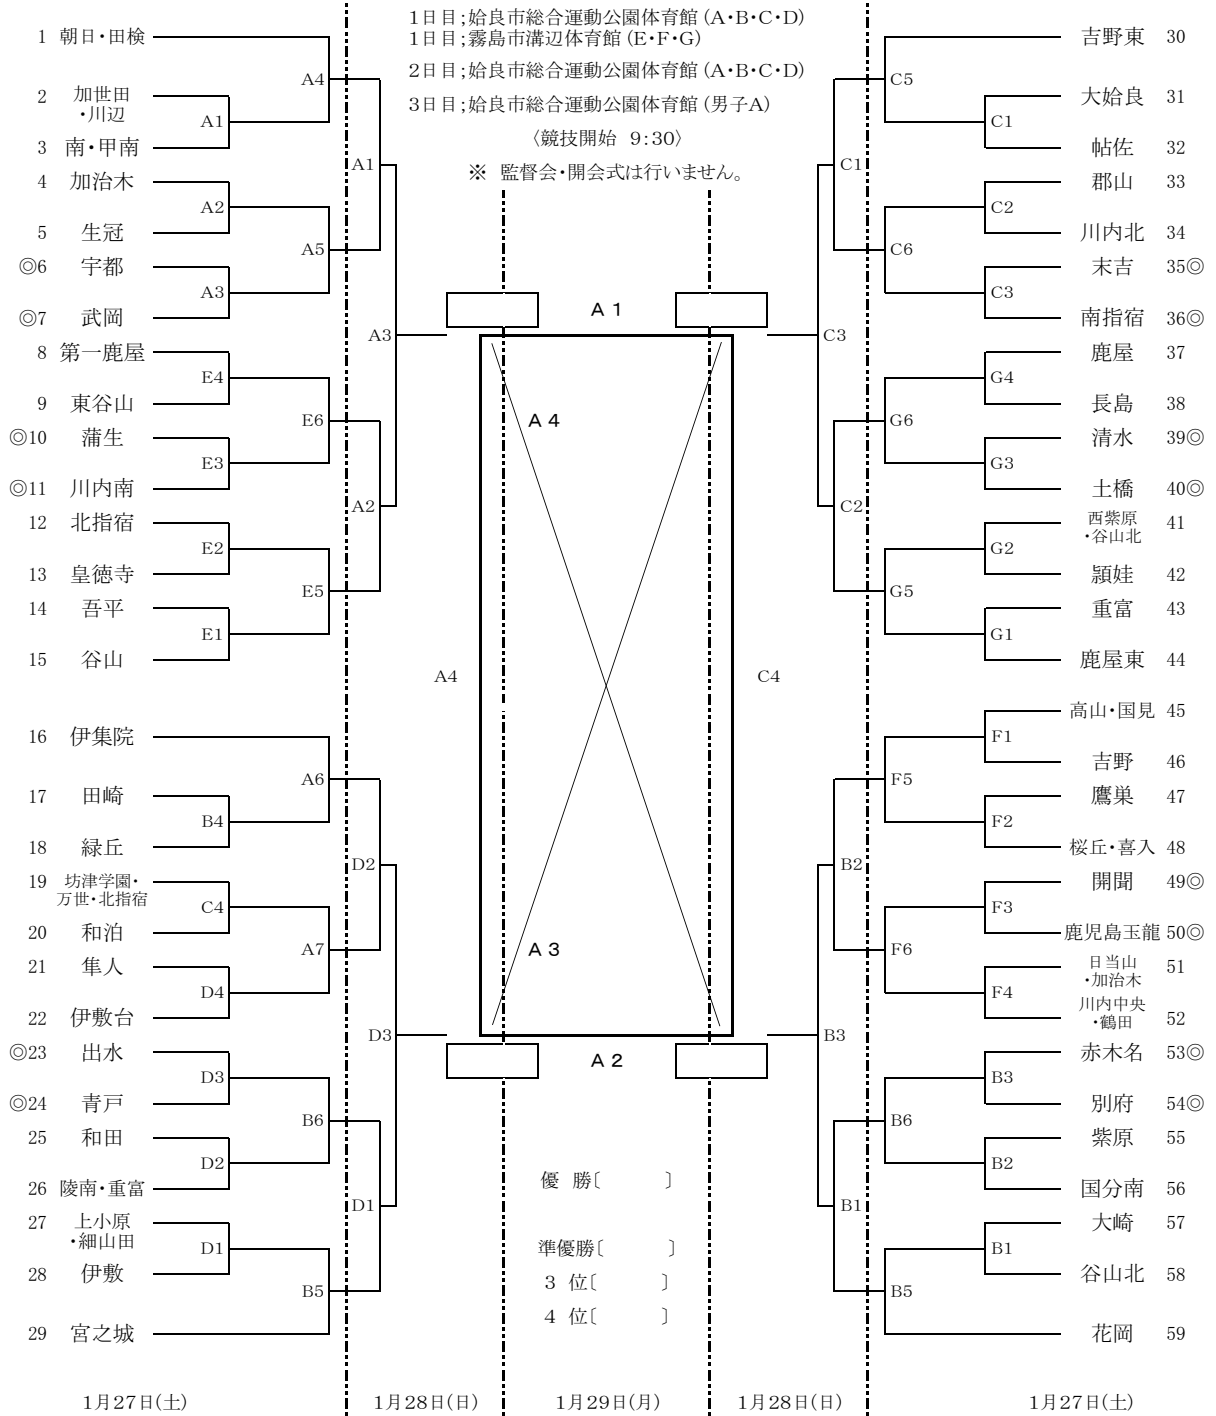 1日目;姶良市総合運動公園体育館(A・B・C・D)
1日目;霧島市溝辺体育館(E・F・G)
2日目;姶良市総合運動公園体育館(A・B・C・D)
3日目;姶良市総合運動公園体育館(男子A)
〈競技開始 9:30〉
※ 監督会・開会式は行いません。
1 朝日・田検
2 加世田
・川辺
3 南・甲南
4 加治木
5 生冠
◎6 宇都
◎7 武岡
8 第一鹿屋
9 東谷山
◎10 蒲生
◎11 川内南
12 北指宿
13 皇徳寺
14 吾平
15 谷山
16 伊集院
17 田崎
18 緑丘
19 坊津学園・
万世・北指宿
20 和泊
21 隼人
22 伊敷台
◎23 出水
◎24 青戸
25 和田
26 陵南・重富
27 上小原
・細山田
28 伊敷
29 宮之城
A4
A1
A2
A5
A3
E4
E6
E3
E2
E5
E1
A6
B4
C4
A7
D4
D3
B6
D2
D1
B5
A1
A3
A2
A4
D2
D3
D1
A 1
A 4
A 3
A 2
優 勝〔 〕
準優勝〔 〕
3 位〔 〕
4 位〔 〕
C1
C3
C2
C4
B2
B3
B1
C5
C1
C2
C6
C3
G4
G6
G3
G2
G5
G1
F1
F5
F2
F3
F6
F4
B3
B6
B2
B1
B5
吉野東 30
大姶良 31
帖佐 32
郡山 33
川内北 34
末吉 35◎
南指宿 36◎
鹿屋 37
長島 38
清水 39◎
土橋 40◎
西紫原
・谷山北 41
頴娃 42
重富 43
鹿屋東 44
高山・国見 45
吉野 46
鷹巣 47
桜丘・喜入 48
開聞 49◎
鹿児島玉龍 50◎
日当山
・加治木 51
川内中央
・鶴田 52
赤木名 53◎
別府 54◎
紫原 55
国分南 56
大崎 57
谷山北 58
花岡 59
1月27日(土)
1月28日(日)
1月29日(月)
1月28日(日)
1月27日(土)